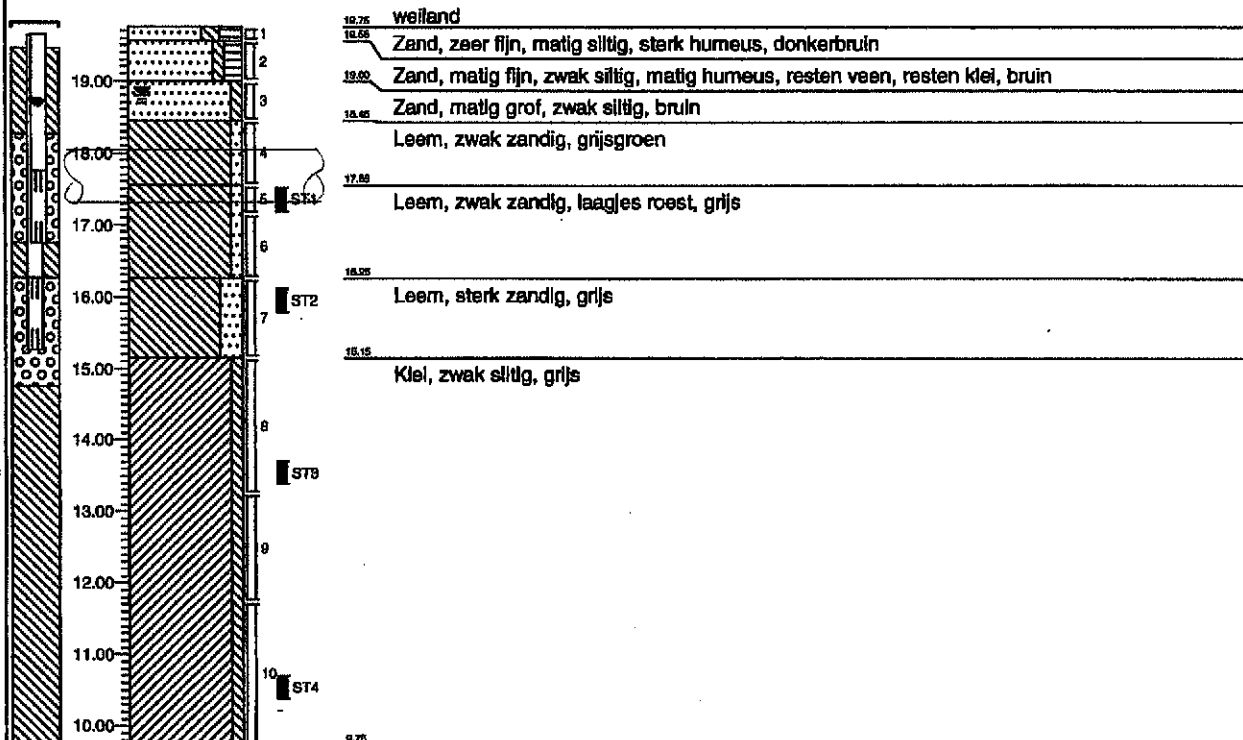 19.75 weiland
19.55 Zand, zeer fijn, matig siltig, sterk humeus, donkerbruin
19.00 Zand, matig fijn, zwak siltig, matig humeus, resten veen, resten klei, bruin
Zand, matig grof, zwak siltig, bruin
18.45
Leem, zwak zandig, grijsgroen
Leem, zwak zandig, laagjes roest, grijs
16.25
Leem, sterk zandig, grijs
15.15
Klei, zwak siltig, grijs
9.75
19.00
18.00
17.00
16.00
15.00
14.00
13.00
12.00
11.00
10.00
1
2
3
4
5 ST1
6
7 ST2
8
ST3
9
10 ST4